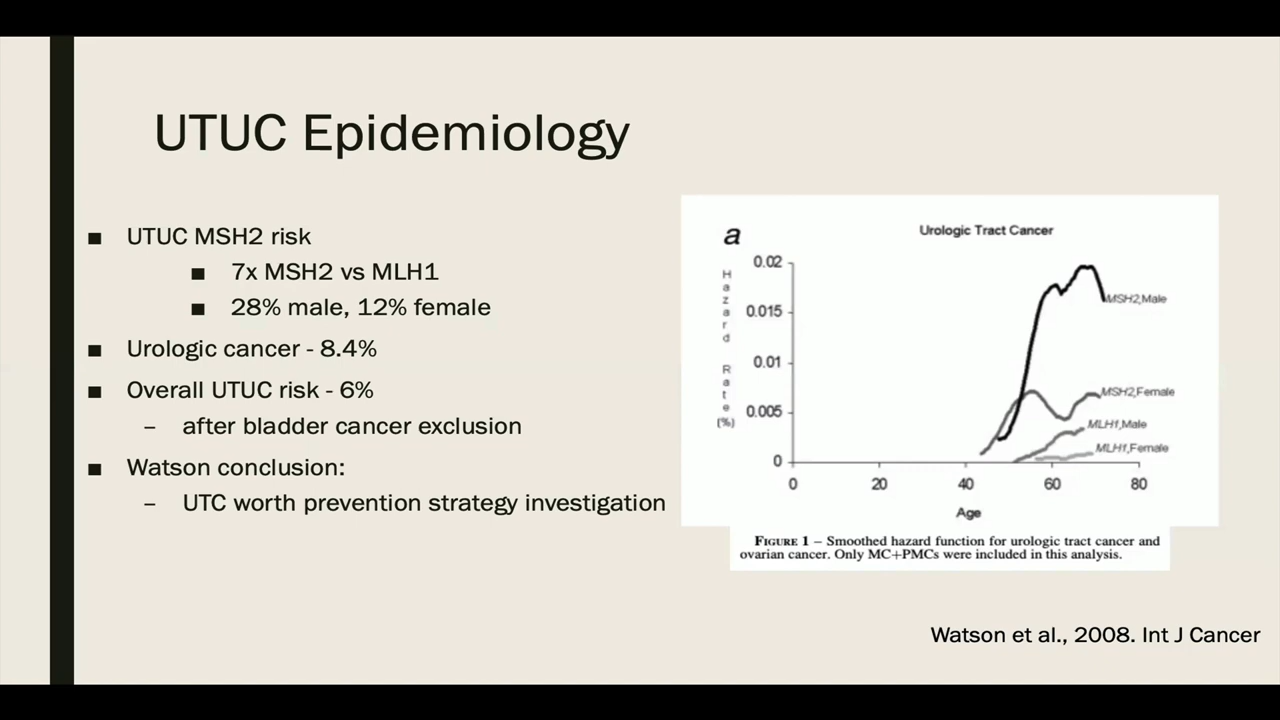 UTUC Epidemiology
■ UTUC MSH2 risk
■ 7x MSH2 vs MLH1
■ 28% male, 12% female
■ Urologic cancer - 8.4%
■ Overall UTUC risk - 6%
– after bladder cancer exclusion
■ Watson conclusion:
– UTC worth prevention strategy investigation
a
Urologic Tract Cancer
Hazard Rate (%)
0.02
0.015
0.01
0.005
0
MSH2,Male
MSH2,Female
MLH1,Male
MLH1,Female
0 20 40 60 80
Age
FIGURE 1 – Smoothed hazard function for urologic tract cancer and
ovarian cancer. Only MC+PMCs were included in this analysis.
Watson et al., 2008. Int J Cancer